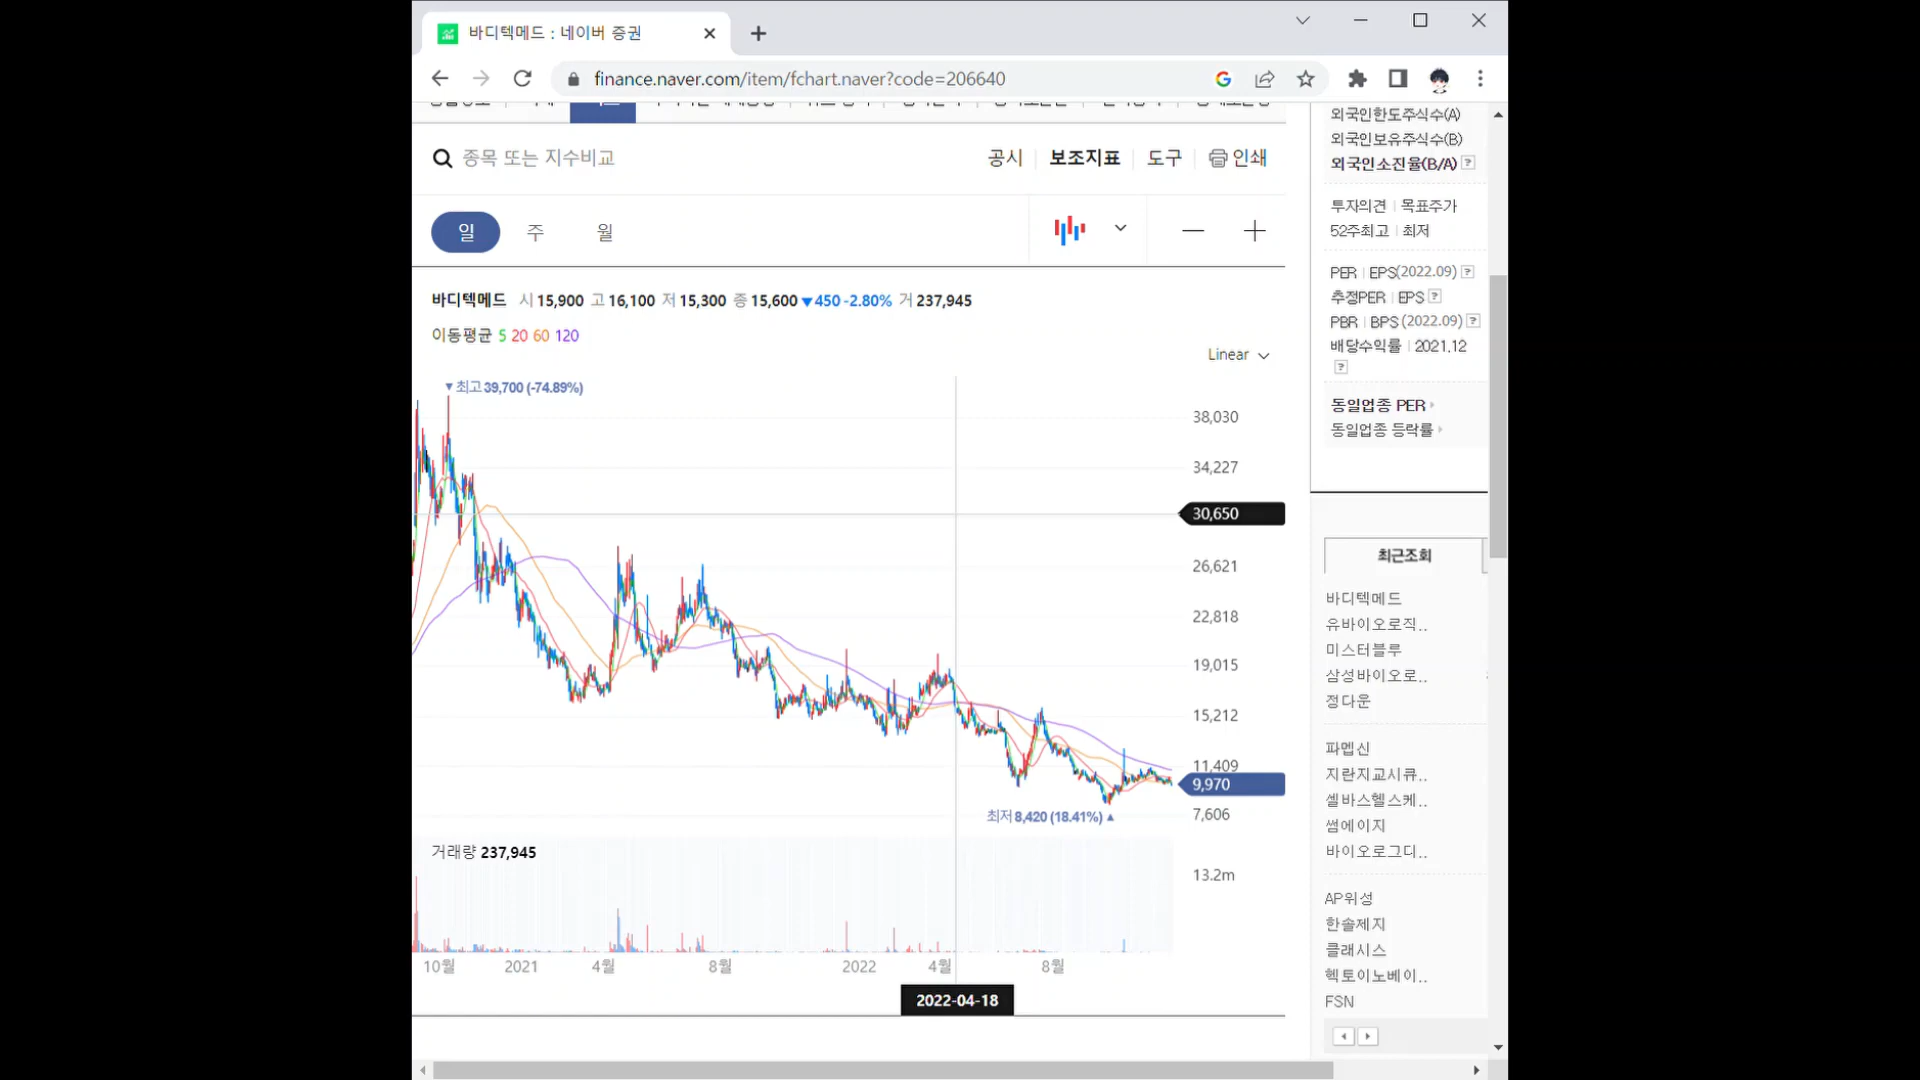 바디텍메드 : 네이버 증권
finance.naver.com/item/fchart.naver?code=206640
종목 또는 지수비교
공시
보조지표
도구
인쇄
일
주
월
바디텍메드 시 15,900 고 16,100 저 15,300 종 15,600 ▼450 -2.80% 거 237,945
이동평균 5 20 60 120
Linear
▼최고 39,700 (-74.89%)
38,030
34,227
30,650
26,621
22,818
19,015
15,212
11,409
9,970
7,606
최저 8,420 (18.41%) ▲
거래량 237,945
13.2m
10월
2021
4월
8월
2022
4월
8월
2022-04-18
외국인한도주식수(A)
외국인보유주식수(B)
외국인소진율(B/A) ?
투자의견 | 목표주가
52주최고 | 최저
PER | EPS(2022.09) ?
추정PER | EPS ?
PBR | BPS (2022.09) ?
배당수익률 | 2021.12
?
동일업종 PER
동일업종 등락률
최근조회
바디텍메드
유바이오로직..
미스터블루
삼성바이오로..
정다운
파멥신
지란지교시큐..
셀바스헬스케..
썸에이지
바이오로그디..
AP위성
한솔제지
클래시스
헥토이노베이..
FSN